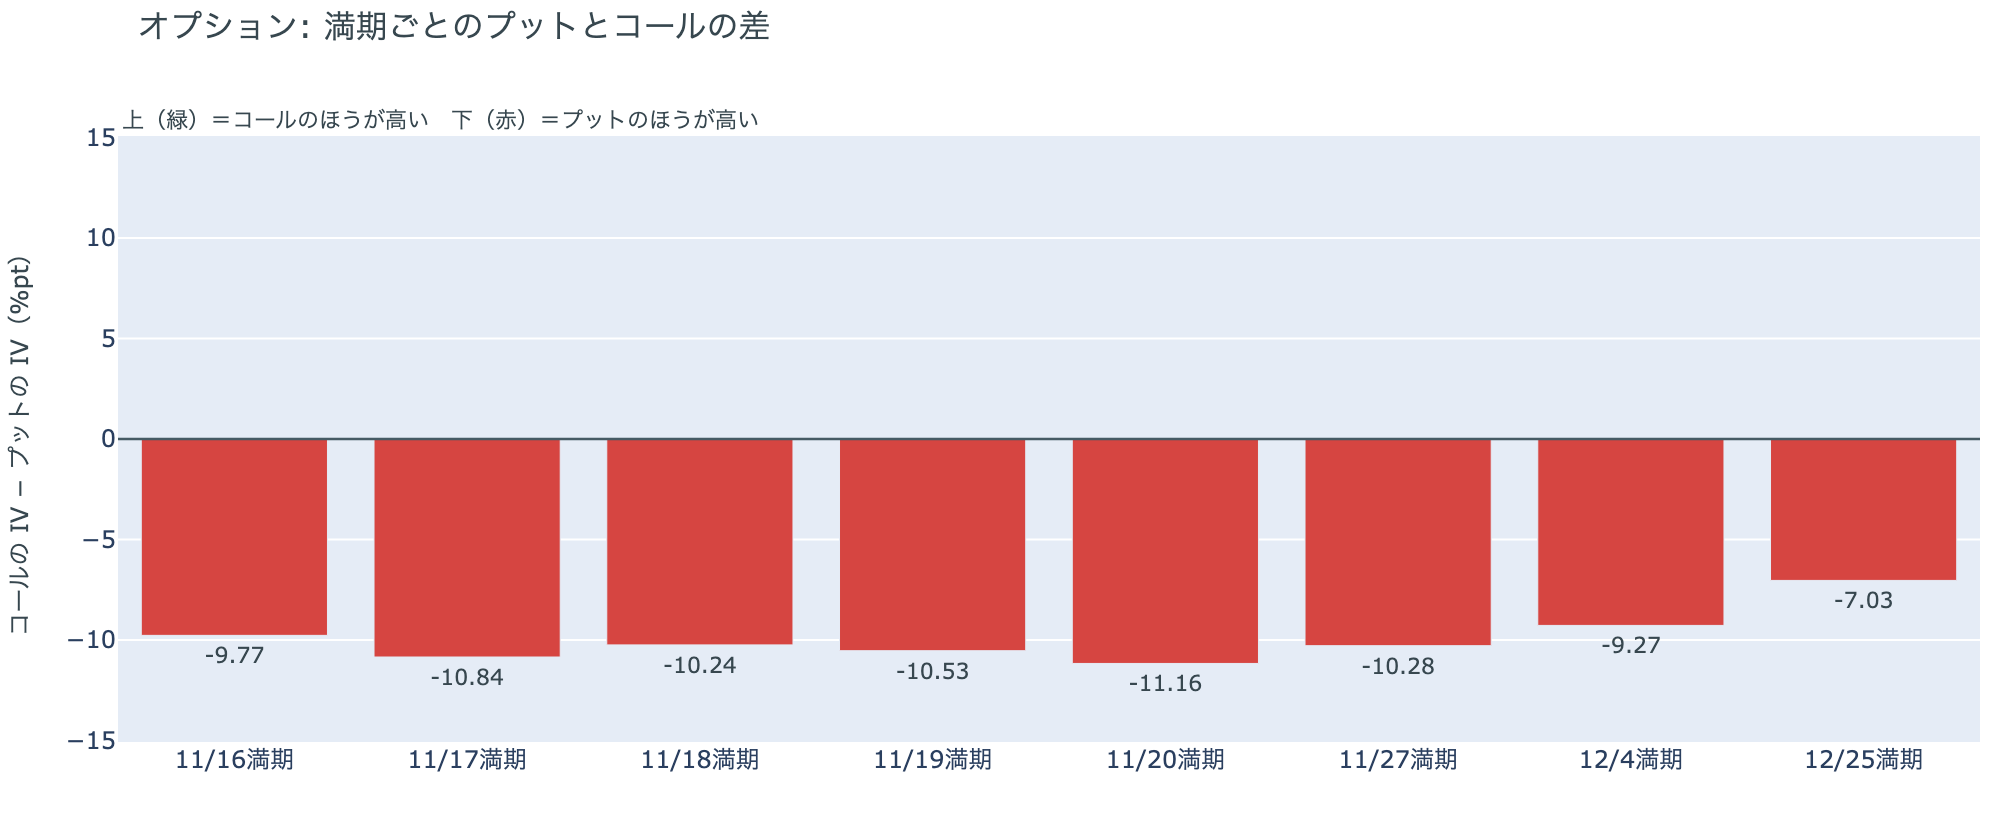 オプション: 満期ごとのプットとコールの差
上（緑）＝コールのほうが高い　下（赤）＝プットのほうが高い
コールの IV − プットの IV（%pt）
15
10
5
0
−5
−10
−15
-9.77
-10.84
-10.24
-10.53
-11.16
-10.28
-9.27
-7.03
11/16満期
11/17満期
11/18満期
11/19満期
11/20満期
11/27満期
12/4満期
12/25満期